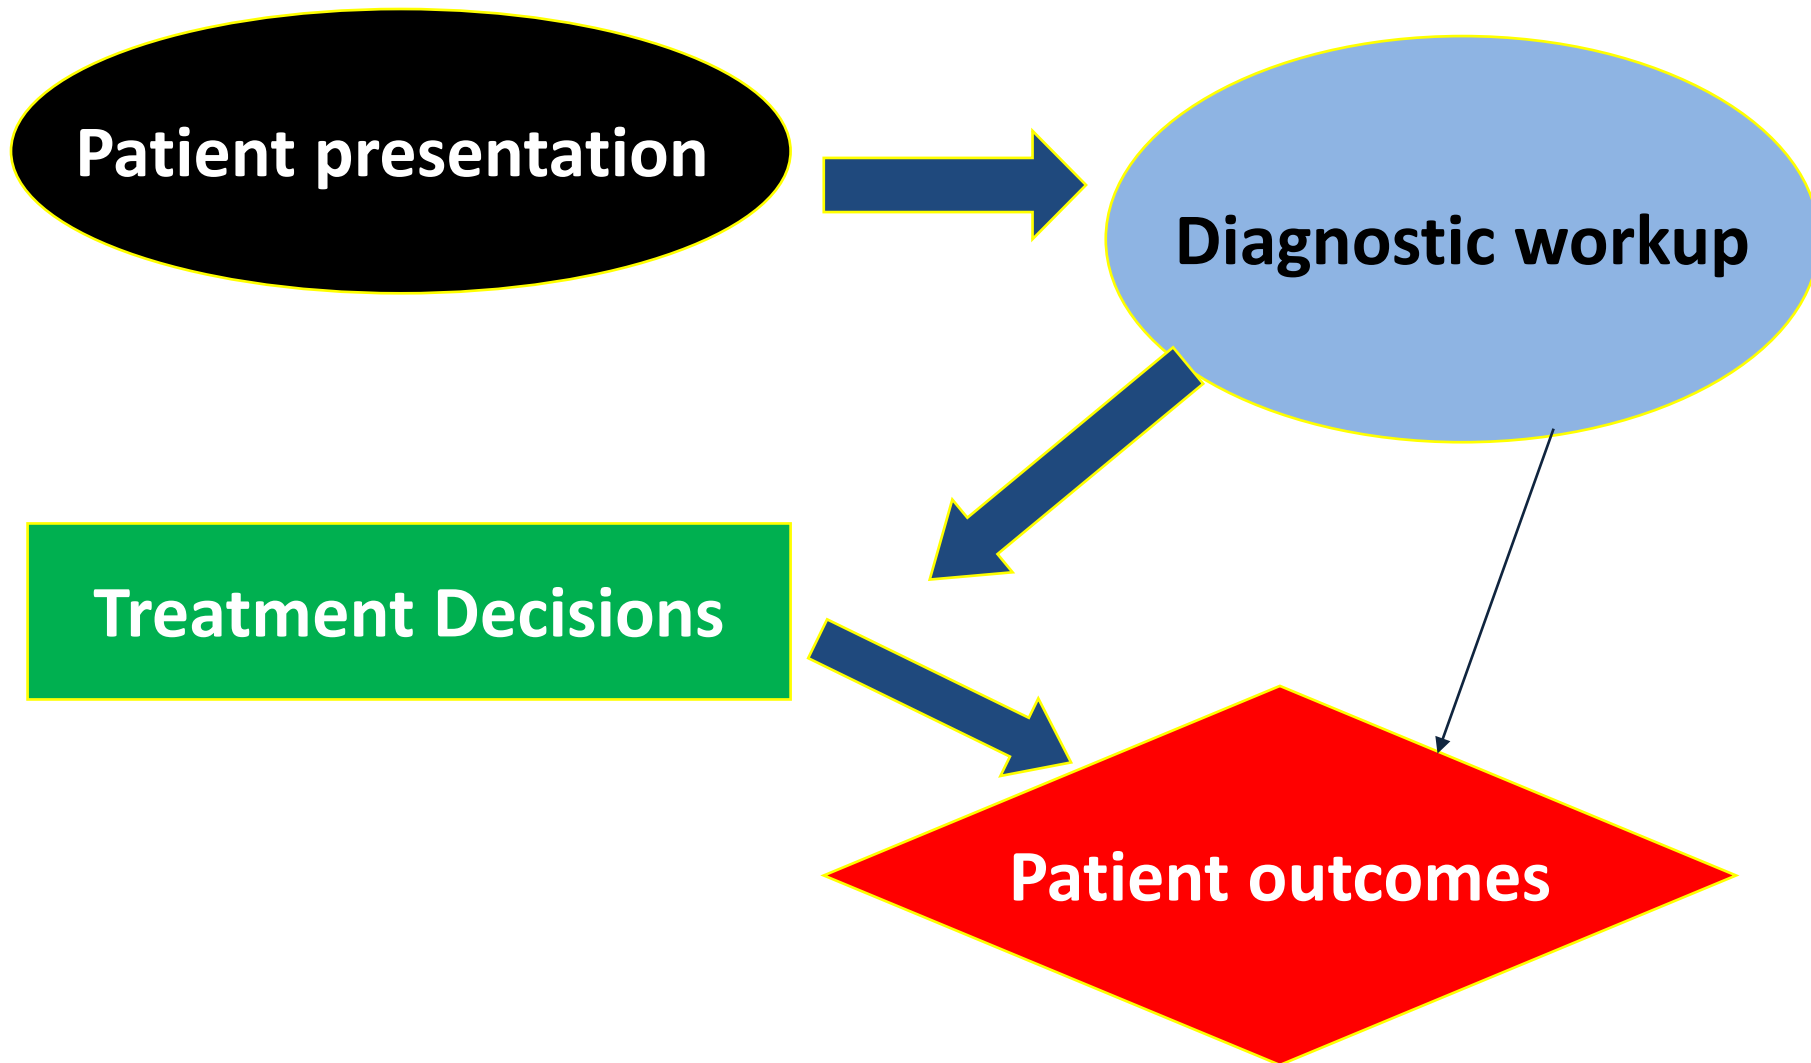 Patient presentation
Diagnostic workup
Treatment Decisions
Patient outcomes